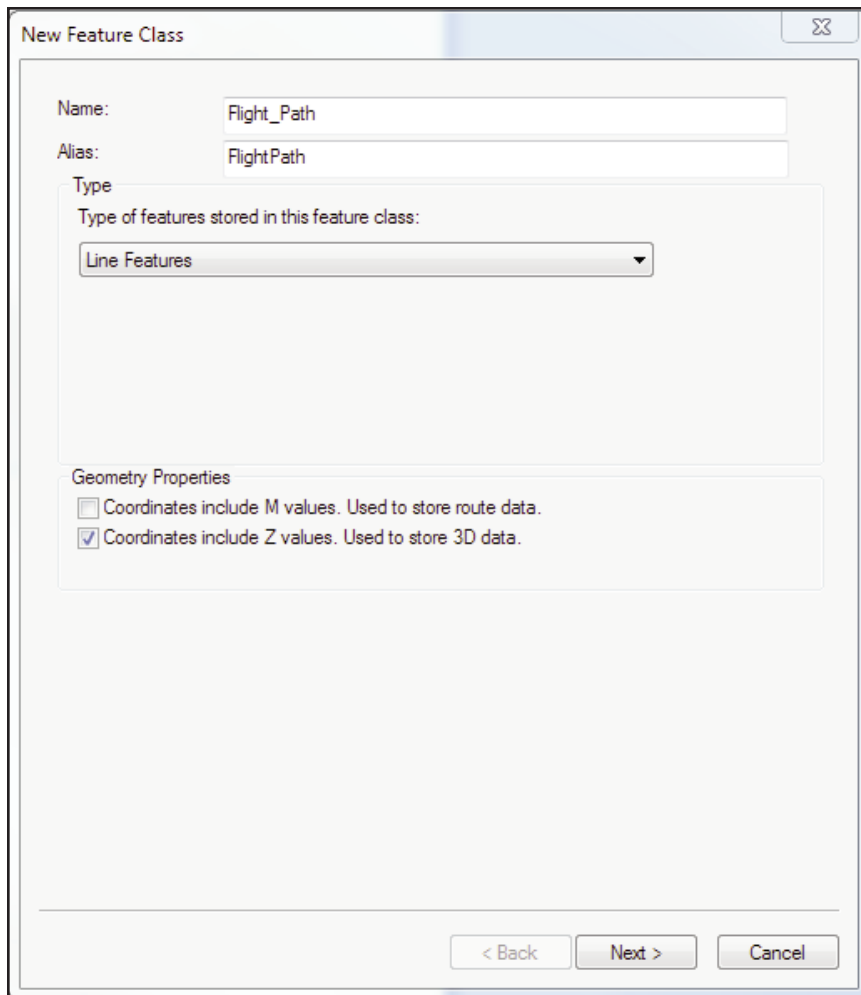 New Feature Class
Name:
Flight_Path
Alias:
FlightPath
Type
Type of features stored in this feature class:
Line Features
Geometry Properties
Coordinates include M values. Used to store route data.
Coordinates include Z values. Used to store 3D data.
< Back
Next >
Cancel